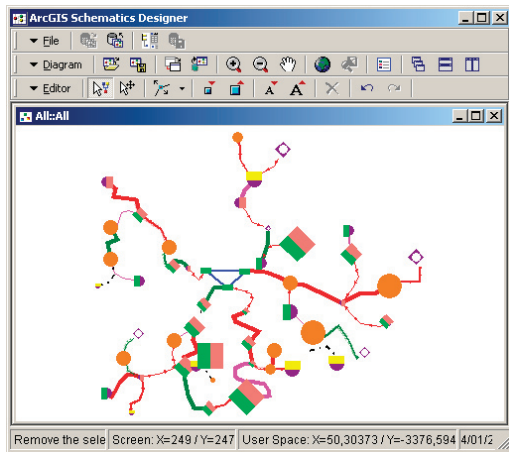 ArcGIS Schematics Designer
File
Diagram
Editor A A
All::All
Remove the sele Screen: X=249 / Y=247 User Space: X=50,30373 / Y=-3376,594 4/01/2